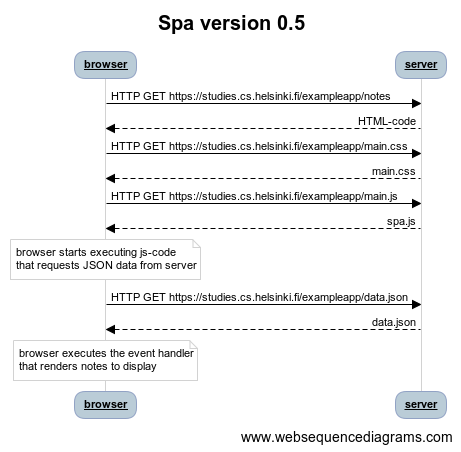 Spa version 0.5
browser
server
HTTP GET https://studies.cs.helsinki.fi/exampleapp/notes
HTML-code
HTTP GET https://studies.cs.helsinki.fi/exampleapp/main.css
main.css
HTTP GET https://studies.cs.helsinki.fi/exampleapp/main.js
spa.js
browser starts executing js-code
that requests JSON data from server
HTTP GET https://studies.cs.helsinki.fi/exampleapp/data.json
data.json
browser executes the event handler
that renders notes to display
browser
server
www.websequencediagrams.com